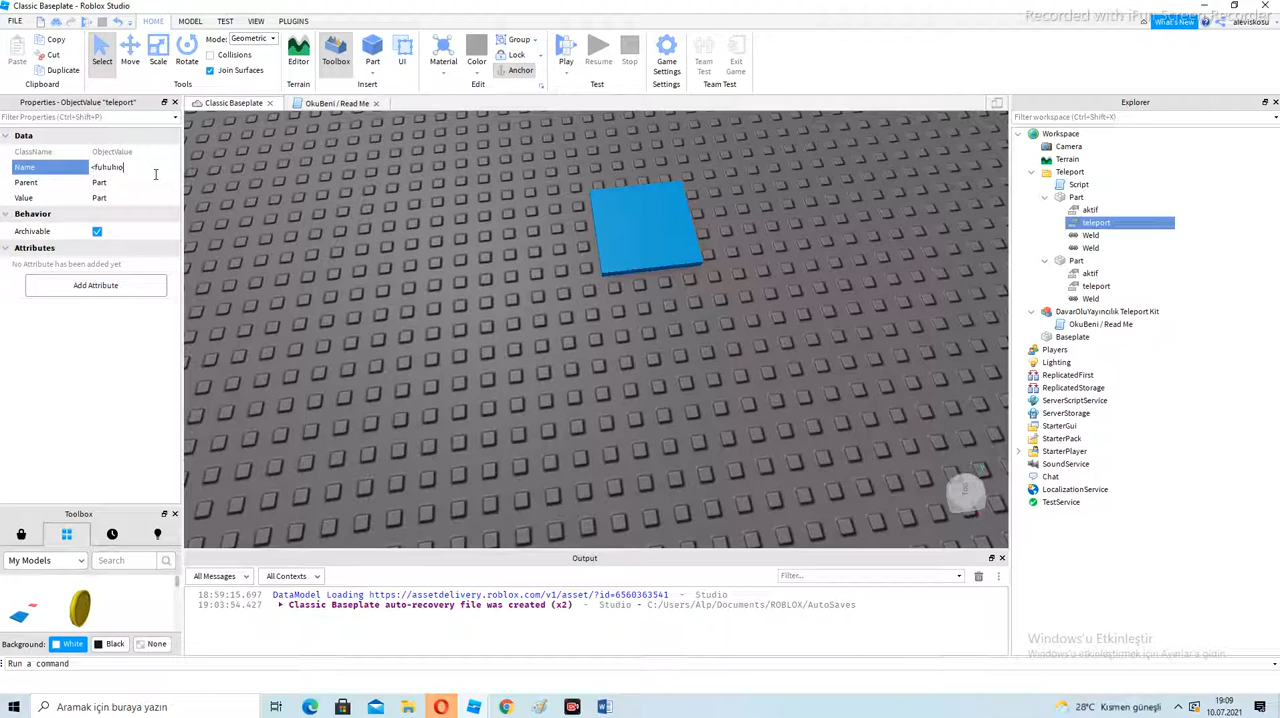 Classic Baseplate - Roblox Studio
Recorded with iFun Screen Recorder
FILE HOME MODEL TEST VIEW PLUGINS What's New aleviskosu
Paste Copy Cut Duplicate Clipboard
Select Move Scale Rotate Mode: Geometric Collisions Join Surfaces Tools
Editor Terrain
Toolbox Part UI Insert
Material Color Group Lock Anchor Edit
Play Resume Stop Test
Game Settings Settings
Team Test Exit Game Team Test
Properties - ObjectValue "teleport"
Filter Properties (Ctrl+Shift+P)
Data
ClassName ObjectValue
Name <fuhuhio
Parent Part
Value Part
Behavior
Archivable
Attributes
No Attribute has been added yet
Add Attribute
Toolbox
My Models Search
Background: White Black None
Run a command
Classic Baseplate OkuBeni / Read Me
Output
All Messages All Contexts Filter...
18:59:15.697 DataModel Loading https://assetdelivery.roblox.com/v1/asset/?id=6560363541 - Studio
19:03:54.427 Classic Baseplate auto-recovery file was created (x2) - Studio - C:/Users/Alp/Documents/ROBLOX/AutoSaves
Explorer
Filter workspace (Ctrl+Shift+X)
Workspace
Camera
Terrain
Teleport
Script
Part
aktif
teleport
Weld
Weld
Part
aktif
teleport
Weld
DavarOluYayıncılık Teleport Kit
OkuBeni / Read Me
Baseplate
Players
Lighting
ReplicatedFirst
ReplicatedStorage
ServerScriptService
ServerStorage
StarterGui
StarterPack
StarterPlayer
SoundService
Chat
LocalizationService
TestService
Windows'u Etkinleştir
Windows'u etkinleştirmek için Ayarlar'a gidin.
Aramak için buraya yazın
28°C Kısmen güneşli
19:09
10.07.2021